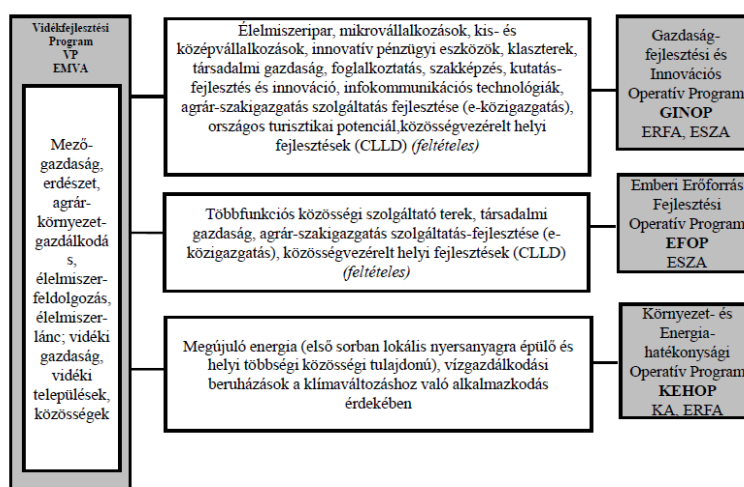 Vidékfejlesztési
Program
VP
EMVA
Mező-
gazdaság,
erdészet,
agrár-
környezet-
gazdálkodá
s,
élelmiszer-
feldolgozás,
élelmiszer-
lánc; vidéki
gazdaság,
vidéki
települések,
közösségek
Élelmiszeripar, mikrovállalkozások, kis- és
középvállalkozások, innovatív pénzügyi eszközök, klaszterek,
társadalmi gazdaság, foglalkoztatás, szakképzés, kutatás-
fejlesztés és innováció, infokommunikációs technológiák,
agrár-szakigazgatás szolgáltatás fejlesztése (e-közigazgatás),
országos turisztikai potenciál,közösségvezérelt helyi
fejlesztések (CLLD) (feltételes)
Gazdaság-
fejlesztési és
Innovációs
Operatív Program
GINOP
ERFA, ESZA
Többfunkciós közösségi szolgáltató terek, társadalmi
gazdaság, agrár-szakigazgatás szolgáltatás-fejlesztése (e-
közigazgatás), közösségvezérelt helyi fejlesztések (CLLD)
(feltételes)
Emberi Erőforrás
Fejlesztési
Operatív Program
EFOP
ESZA
Megújuló energia (első sorban lokális nyersanyagra épülő és
helyi többségi közösségi tulajdonú), vízgazdálkodási
beruházások a klímaváltozáshoz való alkalmazkodás
érdekében
Környezet- és
Energia-
hatékonysági
Operatív Program
KEHOP
KA, ERFA